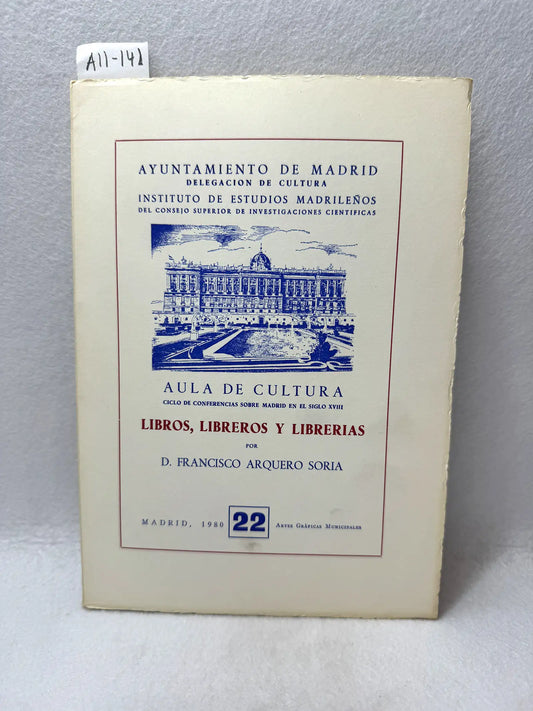 A11-141
AYUNTAMIENTO DE MADRID
DELEGACION DE CULTURA
INSTITUTO DE ESTUDIOS MADRILEÑOS
DEL CONSEJO SUPERIOR DE INVESTIGACIONES CIENTIFICAS
AULA DE CULTURA
CICLO DE CONFERENCIAS SOBRE MADRID EN EL SIGLO XVIII
LIBROS, LIBREROS Y LIBRERIAS
POR
D. FRANCISCO ARQUERO SORIA
MADRID, 1980 22 ARTES GRÁFICAS MUNICIPALES